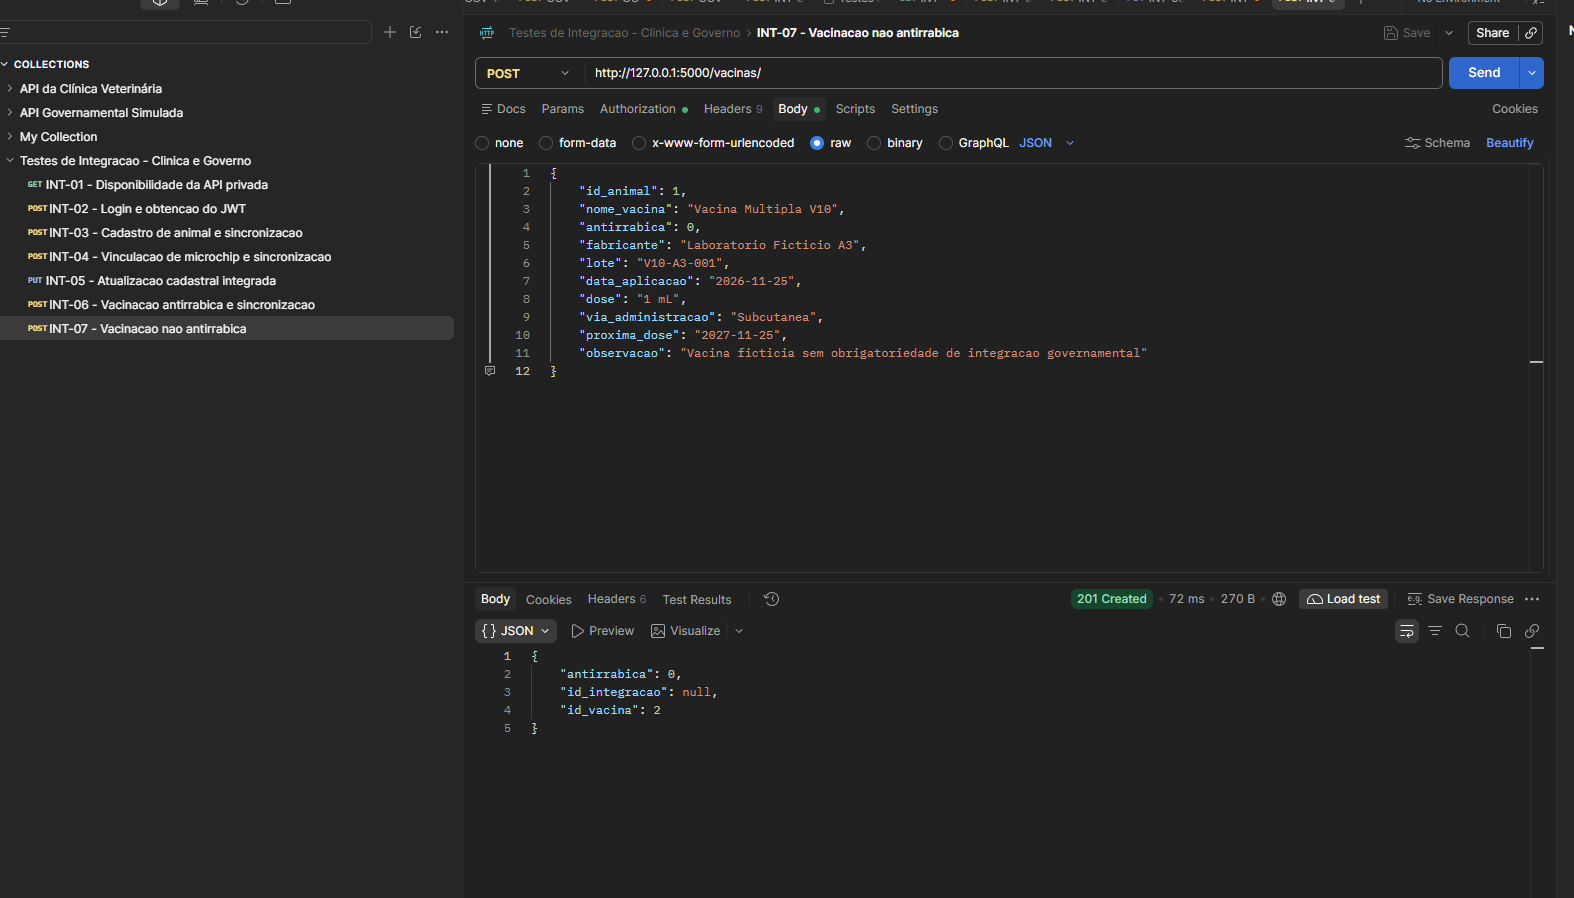 Testes de Integracao - Clinica e Governo > INT-07 - Vacinacao nao antirrabica
Save
Share
COLLECTIONS
API da Clínica Veterinária
API Governamental Simulada
My Collection
Testes de Integracao - Clinica e Governo
GET INT-01 - Disponibilidade da API privada
POST INT-02 - Login e obtencao do JWT
POST INT-03 - Cadastro de animal e sincronizacao
POST INT-04 - Vinculacao de microchip e sincronizacao
PUT INT-05 - Atualizacao cadastral integrada
POST INT-06 - Vacinacao antirrabica e sincronizacao
POST INT-07 - Vacinacao nao antirrabica
POST http://127.0.0.1:5000/vacinas/ Send
Docs Params Authorization Headers 9 Body Scripts Settings Cookies
none form-data x-www-form-urlencoded raw binary GraphQL JSON Schema Beautify
1 {
2 "id_animal": 1,
3 "nome_vacina": "Vacina Multipla V10",
4 "antirrabica": 0,
5 "fabricante": "Laboratorio Ficticio A3",
6 "lote": "V10-A3-001",
7 "data_aplicacao": "2026-11-25",
8 "dose": "1 mL",
9 "via_administracao": "Subcutanea",
10 "proxima_dose": "2027-11-25",
11 "observacao": "Vacina ficticia sem obrigatoriedade de integracao governamental"
12 }
Body Cookies Headers 6 Test Results 201 Created 72 ms 270 B Load test e.g. Save Response
{} JSON Preview Visualize
1 {
2 "antirrabica": 0,
3 "id_integracao": null,
4 "id_vacina": 2
5 }